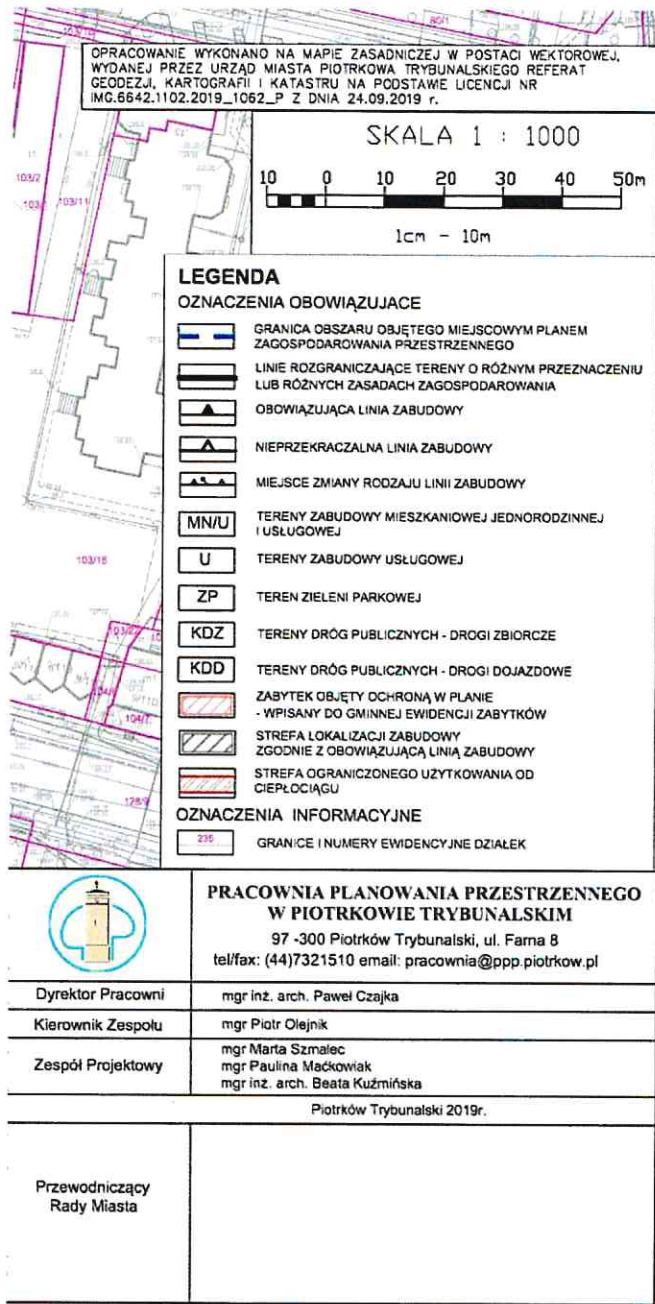 80/1
OPRACOWANIE WYKONANO NA MAPIE ZASADNICZEJ W POSTACI WEKTOROWEJ,
WYDANEJ PRZEZ URZĄD MIASTA PIOTRKOWA TRYBUNALSKIEGO REFERAT
GEODEZJI, KARTOGRAFII I KATASTRU NA PODSTAWIE LICENCJI NR
IMG.6642.1102.2019_1062_P Z DNIA 24.09.2019 r.
SKALA 1 : 1000
10 0 10 20 30 40 50m
1cm - 10m
103/2
103/11
LEGENDA
OZNACZENIA OBOWIĄZUJACE
GRANICA OBSZARU OBJĘTEGO MIEJSCOWYM PLANEM
ZAGOSPODAROWANIA PRZESTRZENNEGO
LINIE ROZGRANICZAJĄCE TERENY O RÓŻNYM PRZEZNACZENIU
LUB RÓŻNYCH ZASADACH ZAGOSPODAROWANIA
OBOWIĄZUJĄCA LINIA ZABUDOWY
NIEPRZEKRACZALNA LINIA ZABUDOWY
MIEJSCE ZMIANY RODZAJU LINII ZABUDOWY
MN/U TERENY ZABUDOWY MIESZKANIOWEJ JEDNORODZINNEJ
I USŁUGOWEJ
U TERENY ZABUDOWY USŁUGOWEJ
103/16
ZP TEREN ZIELENI PARKOWEJ
KDZ TERENY DRÓG PUBLICZNYCH - DROGI ZBIORCZE
KDD TERENY DRÓG PUBLICZNYCH - DROGI DOJAZDOWE
ZABYTEK OBJĘTY OCHRONĄ W PLANIE
- WPISANY DO GMINNEJ EWIDENCJI ZABYTKÓW
104/7
STREFA LOKALIZACJI ZABUDOWY
ZGODNIE Z OBOWIĄZUJĄCĄ LINIĄ ZABUDOWY
STREFA OGRANICZONEGO UŻYTKOWANIA OD
CIEPŁOCIĄGU
128/9
OZNACZENIA INFORMACYJNE
235 GRANICE I NUMERY EWIDENCYJNE DZIAŁEK
PRACOWNIA PLANOWANIA PRZESTRZENNEGO
W PIOTRKOWIE TRYBUNALSKIM
97 -300 Piotrków Trybunalski, ul. Farna 8
tel/fax: (44)7321510 email: pracownia@ppp.piotrkow.pl
Dyrektor Pracowni mgr inż. arch. Paweł Czajka
Kierownik Zespołu mgr Piotr Olejnik
Zespół Projektowy
mgr Marta Szmalec
mgr Paulina Maćkowiak
mgr inż. arch. Beata Kuźmińska
Piotrków Trybunalski 2019r.
Przewodniczący
Rady Miasta